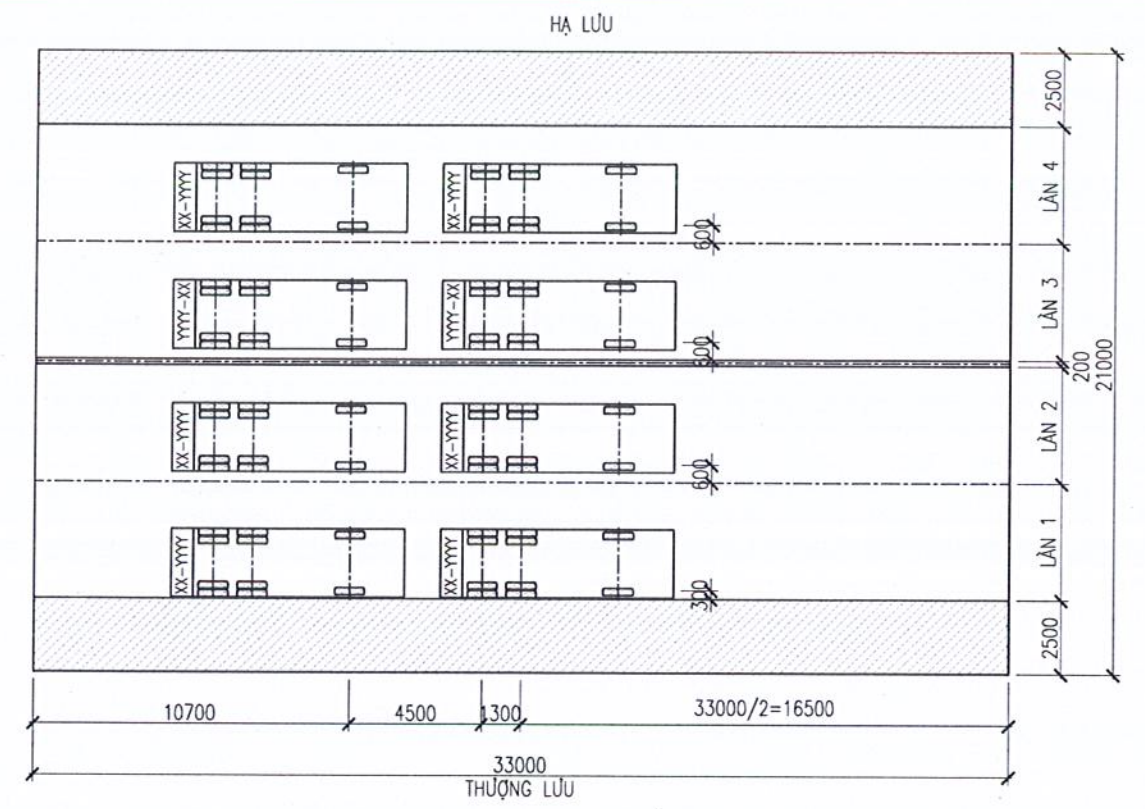 HẠ LƯU
2500
XX-YYYY
XX-YYYY
LÀN 4
600
YYYY-XX
YYYY-XX
LÀN 3
600
200
21000
XX-YYYY
XX-YYYY
LÀN 2
600
XX-YYYY
XX-YYYY
LÀN 1
300
2500
10700
4500
1300
33000/2=16500
33000
THƯỢNG LƯU